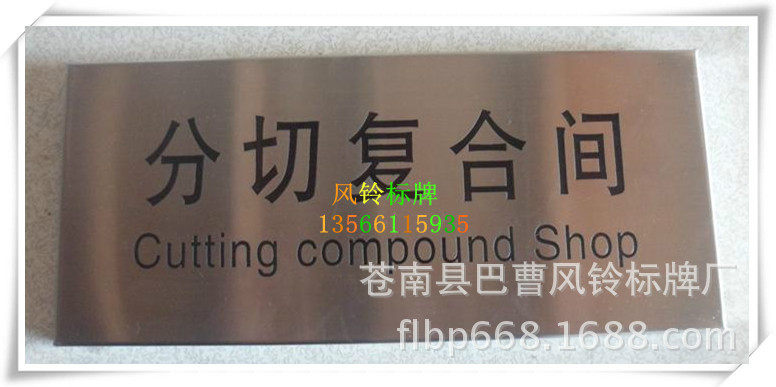 分切复合间
风铃标牌
13566115935
Cutting compound Shop
苍南县巴曹风铃标牌厂
flbp668.1688.com